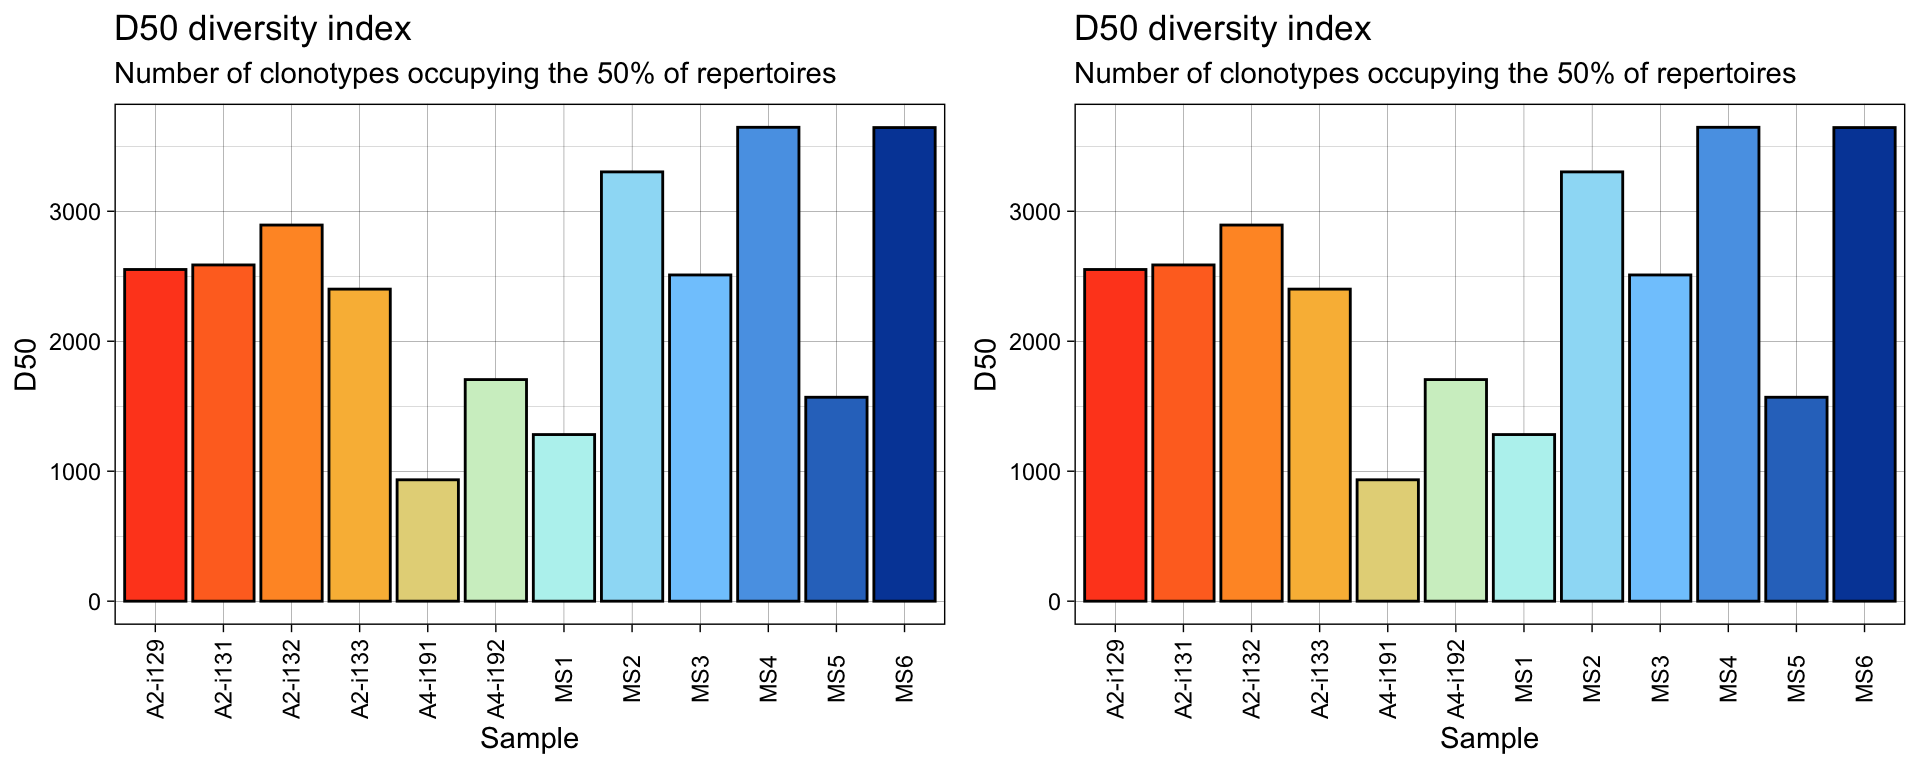 D50 diversity index
Number of clonotypes occupying the 50% of repertoires
D50
3000
2000
1000
0
A2-i129
A2-i131
A2-i132
A2-i133
A4-i191
A4-i192
MS1
MS2
MS3
MS4
MS5
MS6
Sample
D50 diversity index
Number of clonotypes occupying the 50% of repertoires
D50
3000
2000
1000
0
A2-i129
A2-i131
A2-i132
A2-i133
A4-i191
A4-i192
MS1
MS2
MS3
MS4
MS5
MS6
Sample